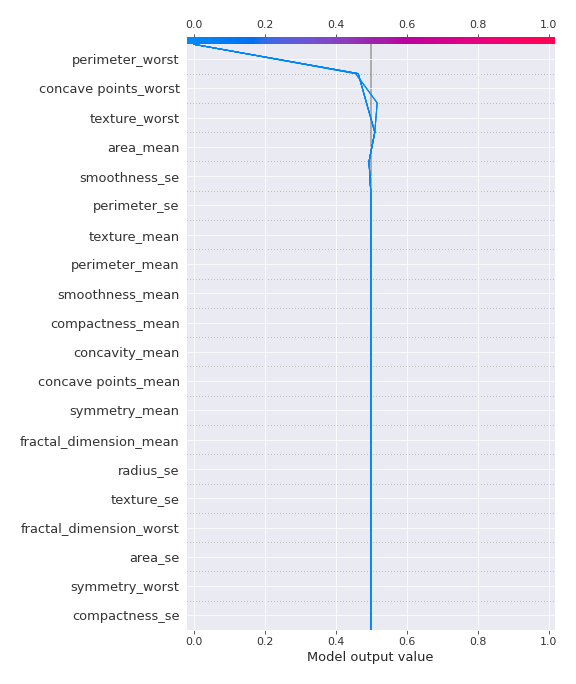 0.0 0.2 0.4 0.6 0.8 1.0
perimeter_worst
concave points_worst
texture_worst
area_mean
smoothness_se
perimeter_se
texture_mean
perimeter_mean
smoothness_mean
compactness_mean
concavity_mean
concave points_mean
symmetry_mean
fractal_dimension_mean
radius_se
texture_se
fractal_dimension_worst
area_se
symmetry_worst
compactness_se
0.0 0.2 0.4 0.6 0.8 1.0
Model output value